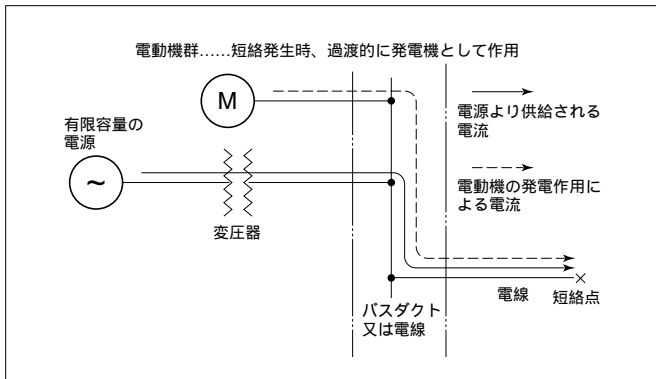 電動機群……短絡発生時、過渡的に発電機として作用
M
有限容量の
電源
~
変圧器
電源より供給される
電流
電動機の発電作用に
よる電流
電線
短絡点
バスダクト
又は電線